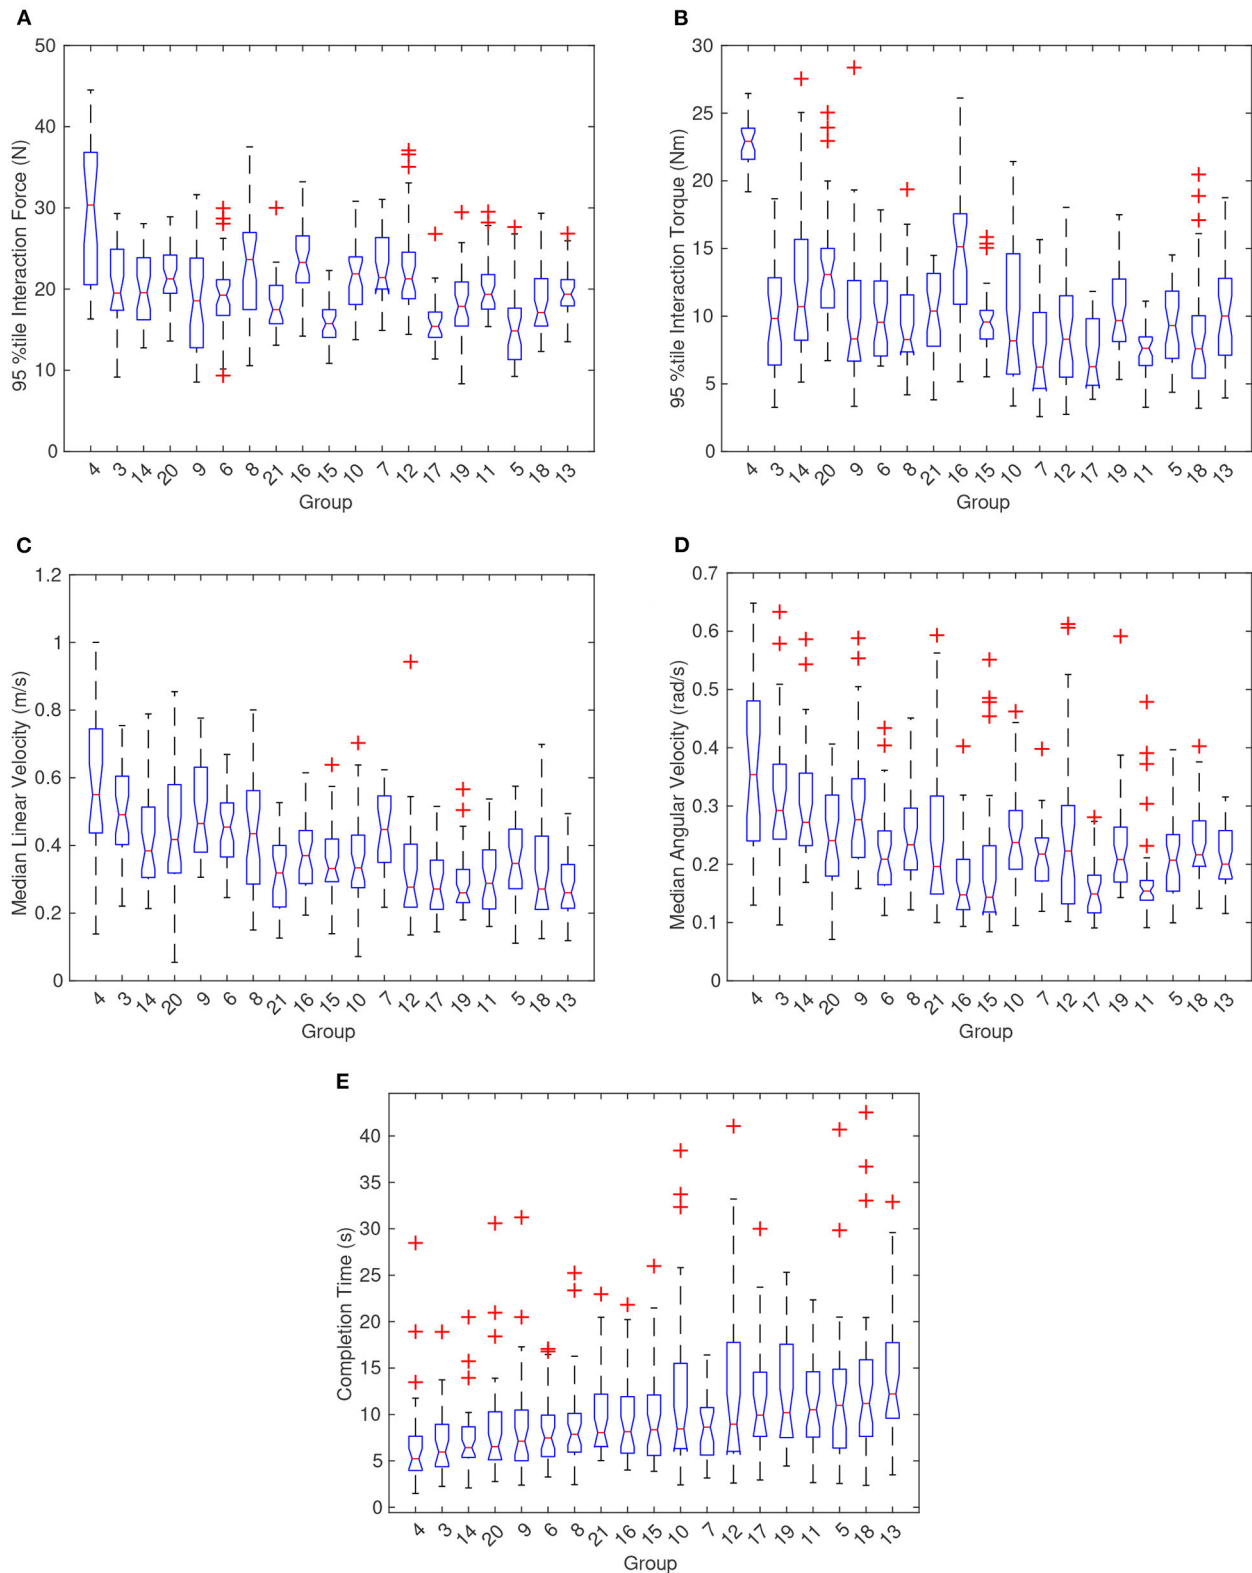 A
50
40
30
20
10
0
95 %tile Interaction Force (N)
4 3 14 20 9 6 8 21 16 15 10 7 12 17 19 11 5 18 13
Group
B
30
25
20
15
10
5
0
95 %tile Interaction Torque (Nm)
4 3 14 20 9 6 8 21 16 15 10 7 12 17 19 11 5 18 13
Group
C
1.2
1
0.8
0.6
0.4
0.2
0
Median Linear Velocity (m/s)
4 3 14 20 9 6 8 21 16 15 10 7 12 17 19 11 5 18 13
Group
D
0.7
0.6
0.5
0.4
0.3
0.2
0.1
0
Median Angular Velocity (rad/s)
4 3 14 20 9 6 8 21 16 15 10 7 12 17 19 11 5 18 13
Group
E
40
35
30
25
20
15
10
5
0
Completion Time (s)
4 3 14 20 9 6 8 21 16 15 10 7 12 17 19 11 5 18 13
Group